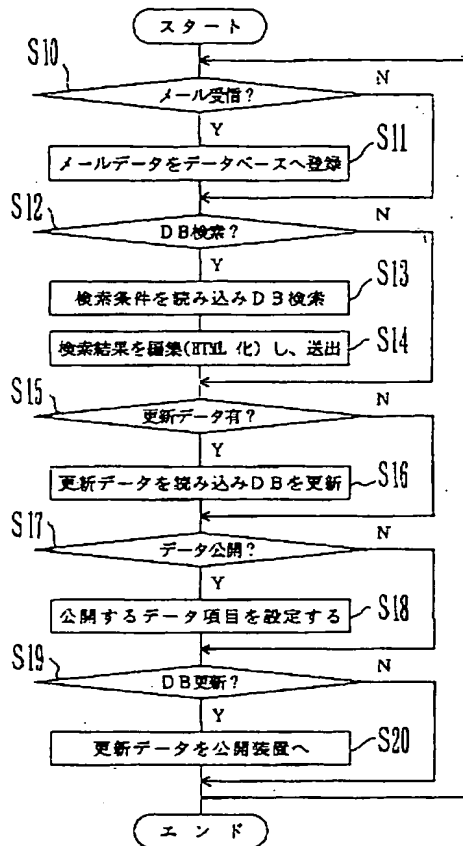 スタート
S10
メール受信?
N
Y
メールデータをデータベースへ登録
S11
S12
DB検索?
N
Y
検索条件を読み込みDB検索
S13
検索結果を編集(HTML 化)し、送出
S14
S15
更新データ有?
N
Y
更新データを読み込みDBを更新
S16
S17
データ公開?
N
Y
公開するデータ項目を設定する
S18
S19
DB更新?
N
Y
更新データを公開装置へ
S20
エンド